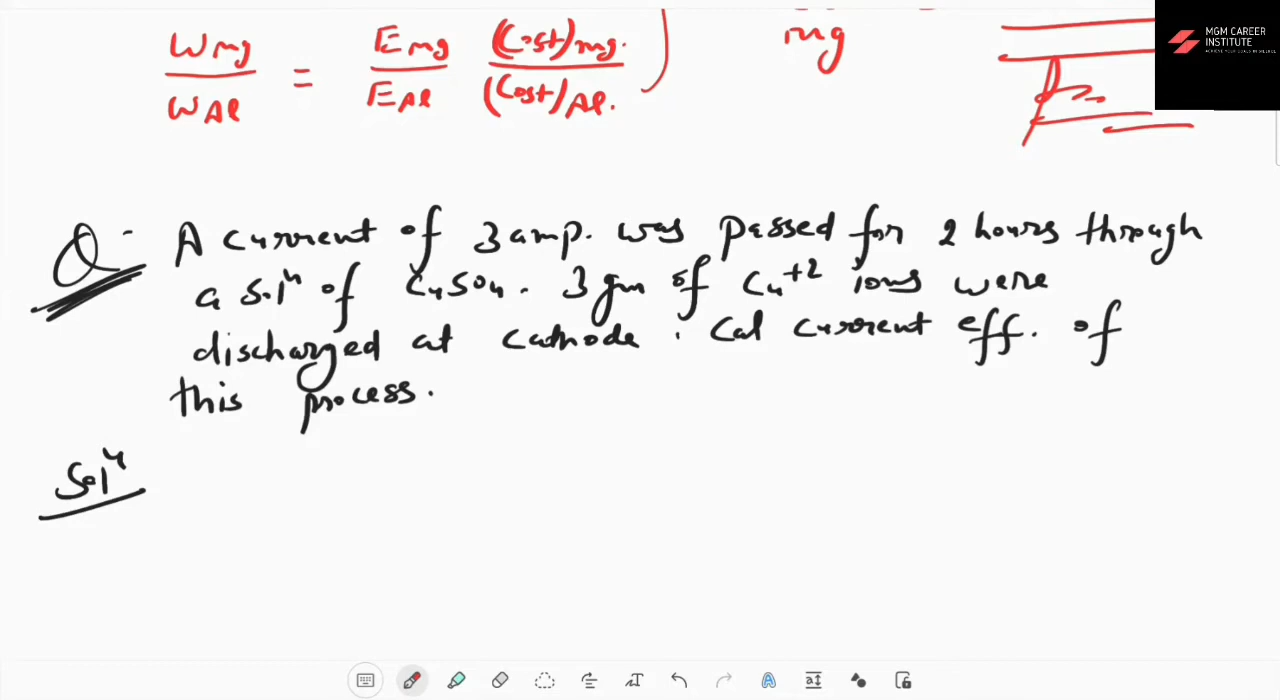 Wmg / WAl = Emg / EAl (Cost)mg. / (Cost)Al. )
mg
MGM CAREER
INSTITUTE
Q:- A current of 3 amp. was passed for 2 hours through
a solⁿ of CuSO4. 3 gm of Cu⁺² ions were
discharged at cathode. Cal current eff. of
this process.
Solⁿ